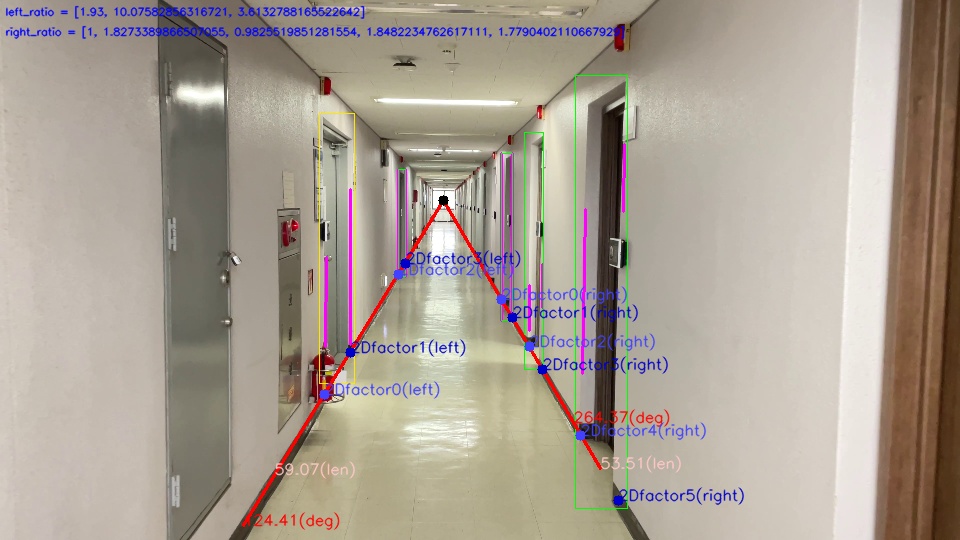 left_ratio = [1.93, 10.07582856316721, 3.6132788165522642]
right_ratio = [1, 1.8273389866507055, 0.9825519851281554, 1.8482234762617111, 1.779040211066792
2Dfactor3(left)
2Dfactor2(left)
2Dfactor0(right)
2Dfactor1(right)
2Dfactor2(right)
2Dfactor1(left)
2Dfactor3(right)
2Dfactor0(left)
264.37(deg)
2Dfactor4(right)
53.51(len)
59.07(len)
2Dfactor5(right)
24.41(deg)